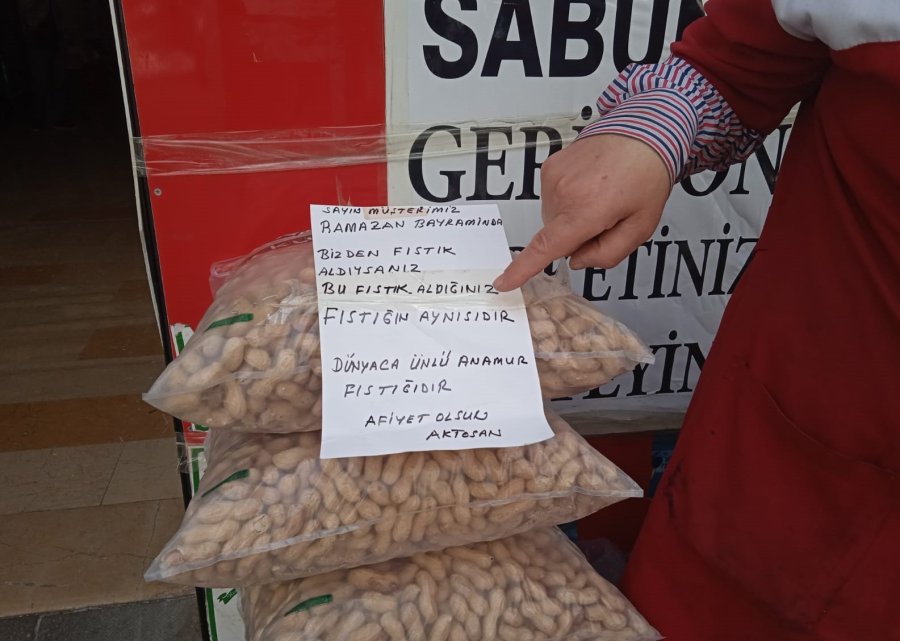 SABUN
GERİ
ETİNİZ
SAYIN MÜŞTERİMİZ
RAMAZAN BAYRAMINDA
BİZDEN FISTIK
ALDIYSANIZ
BU FISTIK ALDIĞINIZ
FISTIĞIN AYNISIDIR
DÜNYACA ÜNLÜ ANAMUR
FISTIĞIDIR
AFİYET OLSUN
AKTOSAN